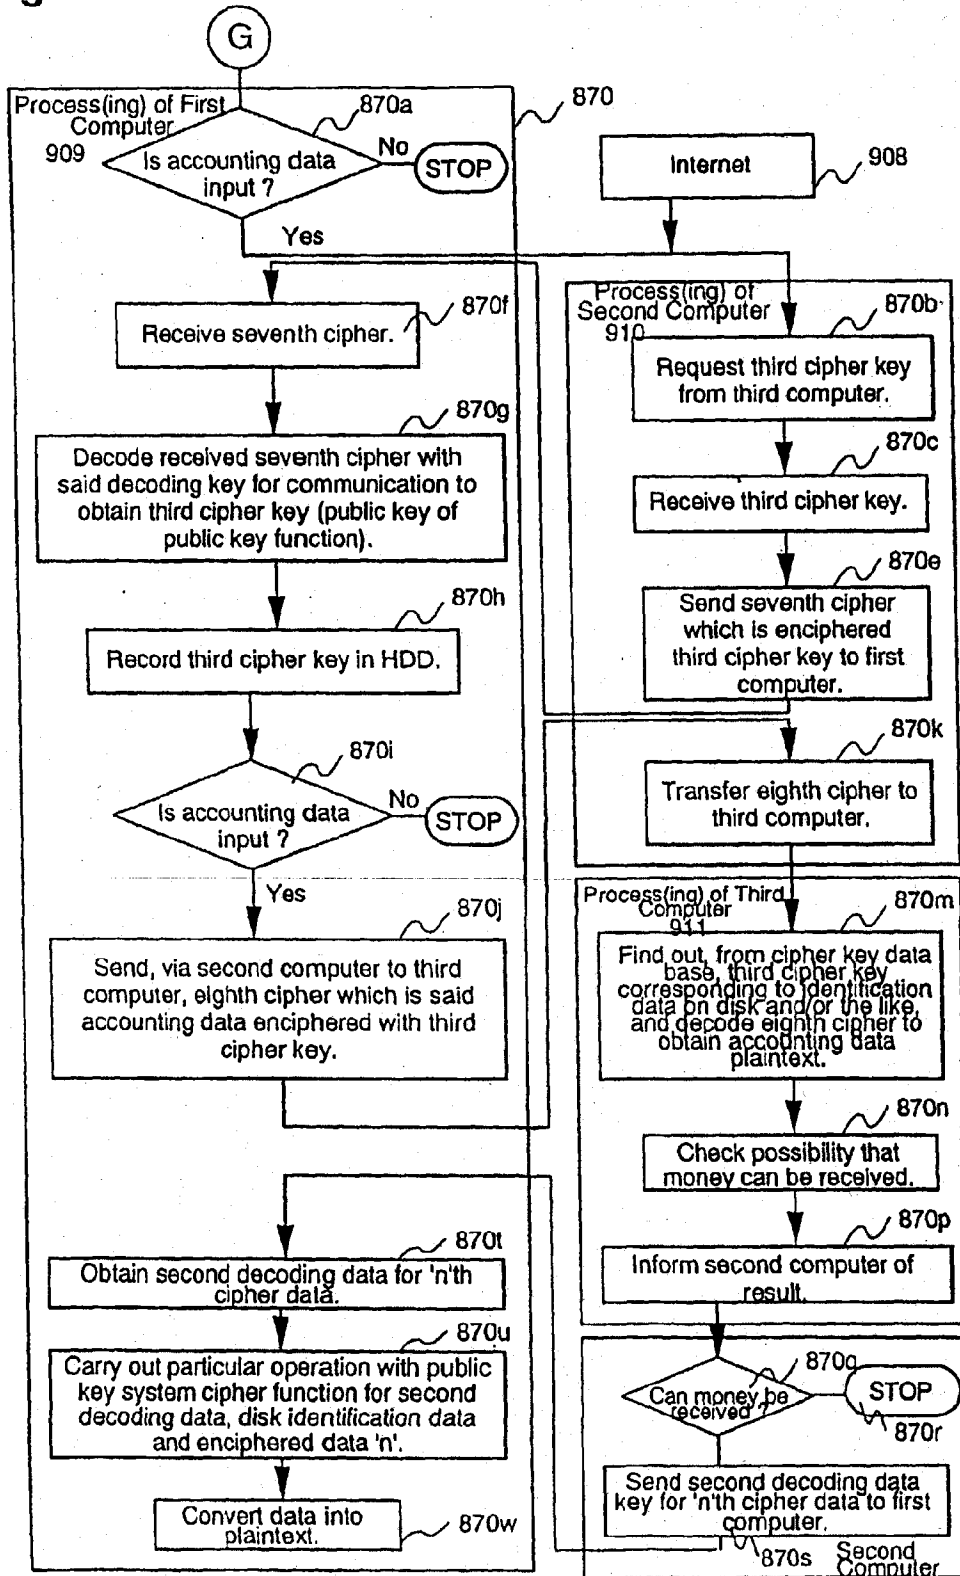 G
Process(ing) of First
Computer
909
870a
870
Is accounting data
input ?
No
STOP
Yes
Internet
908
Process(ing) of
Second Computer
910
870b
Request third cipher key
from third computer.
870c
Receive third cipher key.
870e
Send seventh cipher
which is enciphered
third cipher key to first
computer.
870f
Receive seventh cipher.
870g
Decode received seventh cipher with
said decoding key for communication to
obtain third cipher key (public key of
public key function).
870h
Record third cipher key in HDD.
870i
Is accounting data
input ?
No
STOP
Yes
870j
Send, via second computer to third
computer, eighth cipher which is said
accounting data enciphered with third
cipher key.
870k
Transfer eighth cipher to
third computer.
Process(ing) of Third
Computer
911
870m
Find out, from cipher key data
base, third cipher key
corresponding to identification
data on disk and/or the like,
and decode eighth cipher to
obtain accounting data
plaintext.
870n
Check possibility that
money can be received.
870p
Inform second computer of
result.
870q
Can money be
received ?
STOP
870r
Send second decoding data
key for 'n'th cipher data to first
computer.
870s
Second
Computer
870t
Obtain second decoding data for 'n'th
cipher data.
870u
Carry out particular operation with public
key system cipher function for second
decoding data, disk identification data
and enciphered data 'n'.
Convert data into
plaintext.
870w